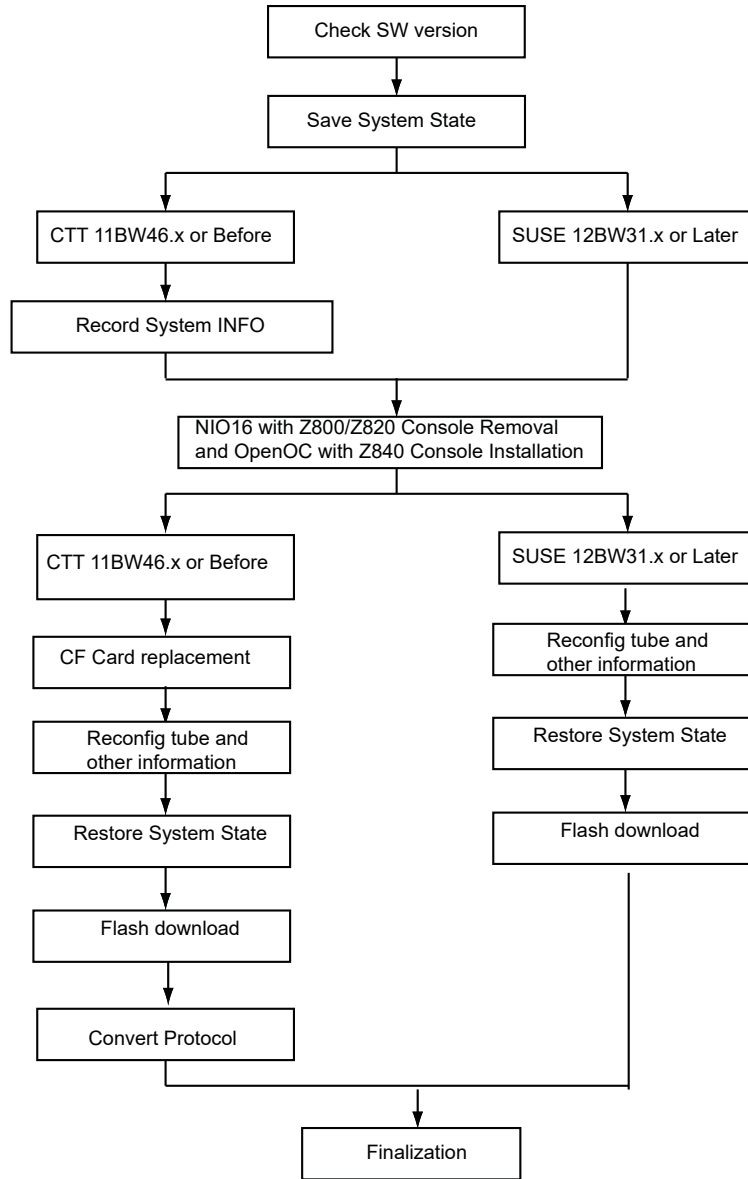 Check SW version
Save System State
CTT 11BW46.x or Before
SUSE 12BW31.x or Later
Record System INFO
NIO16 with Z800/Z820 Console Removal
and OpenOC with Z840 Console Installation
CTT 11BW46.x or Before
SUSE 12BW31.x or Later
CF Card replacement
Reconfig tube and
other information
Reconfig tube and
other information
Restore System State
Restore System State
Flash download
Flash download
Convert Protocol
Finalization